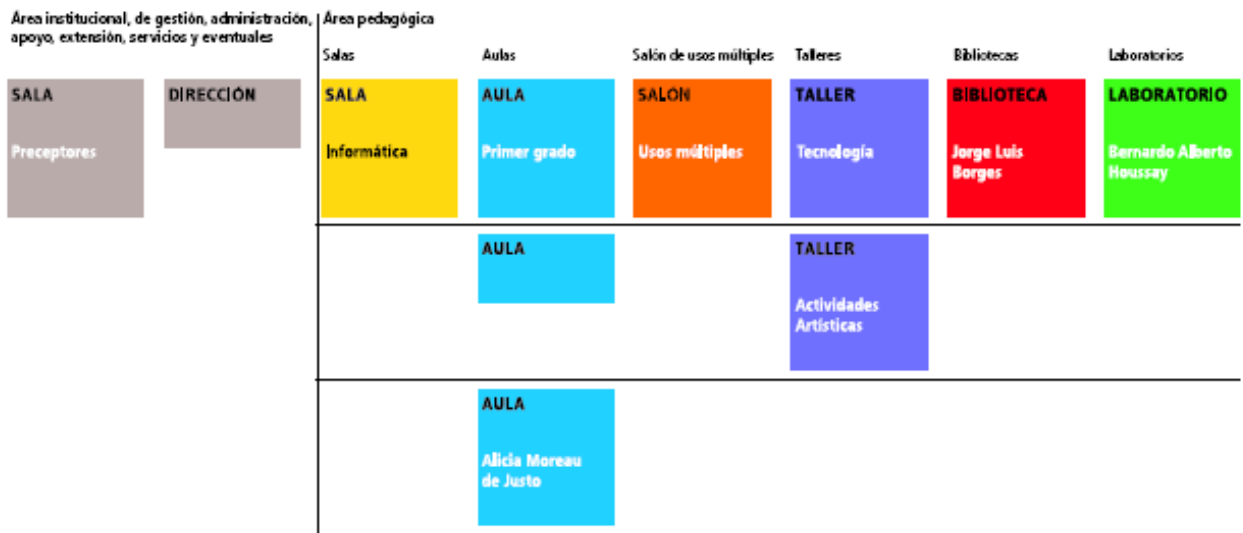 Área institucional, de gestión, administración,
apoyo, extensión, servicios y eventuales
Área pedagógica
Salas
Aulas
Salón de usos múltiples
Talleres
Bibliotecas
Laboratorios
SALA
Preceptores
DIRECCIÓN
SALA
Informática
AULA
Primer grado
SALÓN
Usos múltiples
TALLER
Tecnología
BIBLIOTECA
Jorge Luis
Borges
LABORATORIO
Bernardo Alberto
Houssay
AULA
TALLER
Actividades
Artísticas
AULA
Alicia Moreau
de Justo